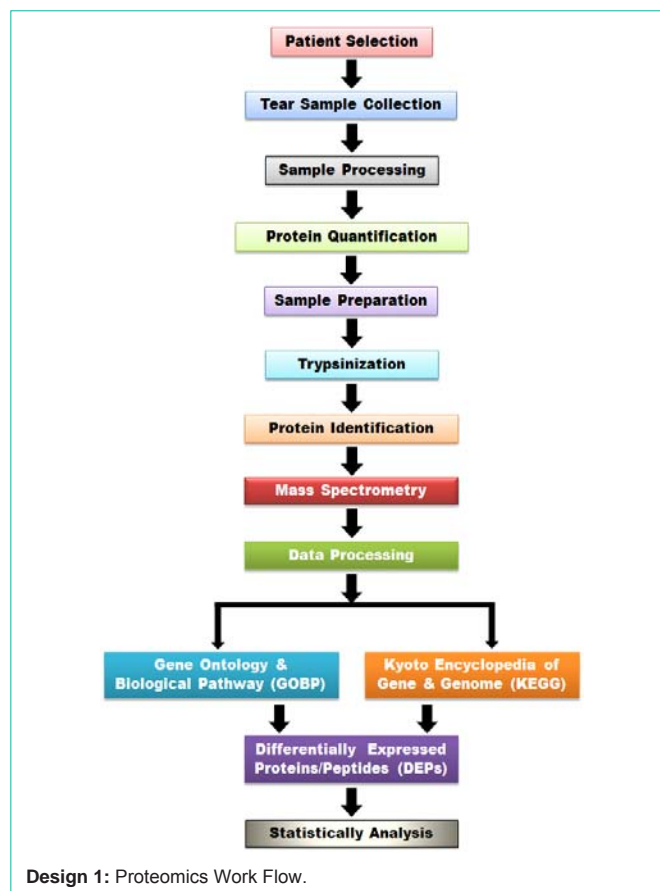 Patient Selection
Tear Sample Collection
Sample Processing
Protein Quantification
Sample Preparation
Trypsinization
Protein Identification
Mass Spectrometry
Data Processing
Gene Ontology &
Biological Pathway (GOBP)
Kyoto Encyclopedia of
Gene & Genome (KEGG)
Differentially Expressed
Proteins/Peptides (DEPs)
Statistically Analysis
Design 1: Proteomics Work Flow.